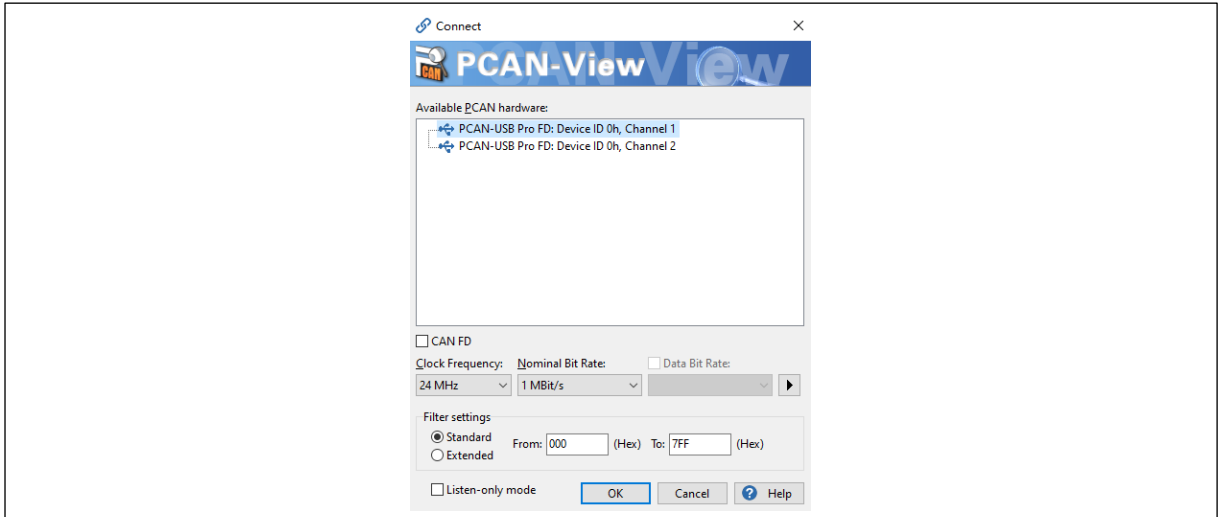 Connect
PCAN-View
Available PCAN hardware:
PCAN-USB Pro FD: Device ID 0h, Channel 1
PCAN-USB Pro FD: Device ID 0h, Channel 2
CAN FD
Clock Frequency: Nominal Bit Rate: Data Bit Rate:
24 MHz 1 MBit/s
Filter settings
Standard
From: 000 (Hex) To: 7FF (Hex)
Extended
Listen-only mode OK Cancel ? Help